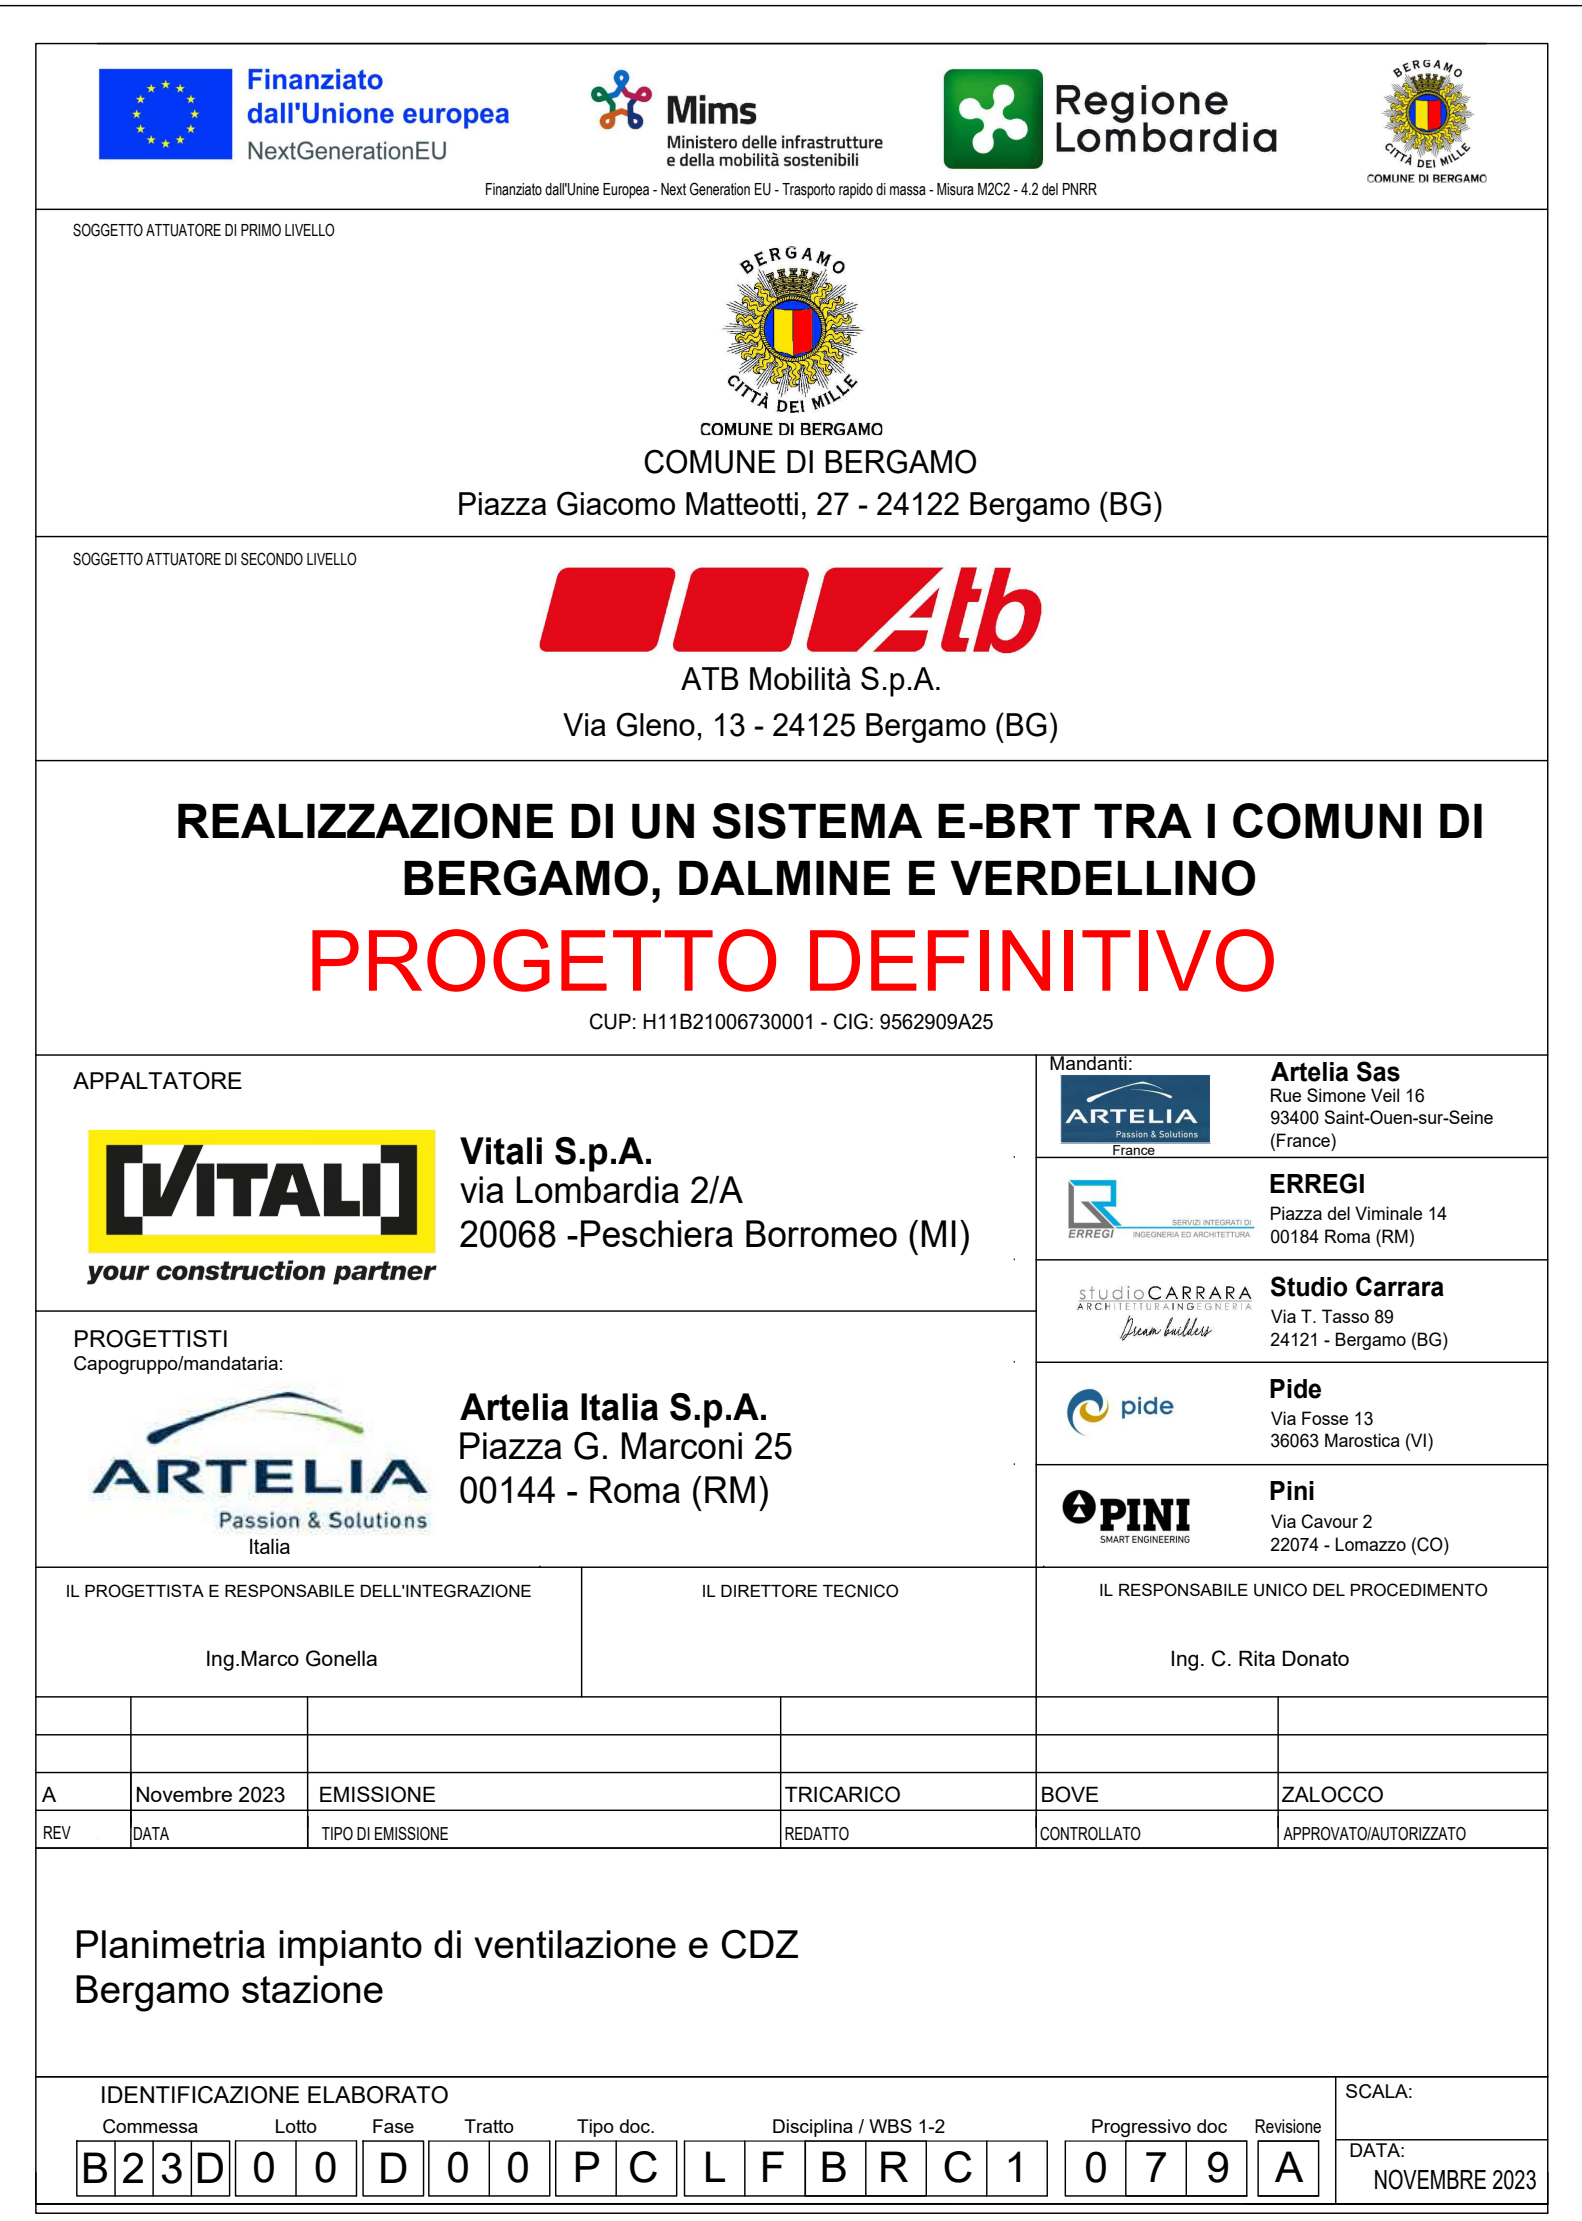 Finanziato
dall'Unione europea
NextGenerationEU
Mims
Ministero delle infrastrutture
e della mobilità sostenibili
Regione
Lombardia
BERGAMO
CITTÀ DEI MILLE
COMUNE DI BERGAMO
Finanziato dall'Unine Europea - Next Generation EU - Trasporto rapido di massa - Misura M2C2 - 4.2 del PNRR
SOGGETTO ATTUATORE DI PRIMO LIVELLO
BERGAMO
CITTÀ DEI MILLE
COMUNE DI BERGAMO
COMUNE DI BERGAMO
Piazza Giacomo Matteotti, 27 - 24122 Bergamo (BG)
SOGGETTO ATTUATORE DI SECONDO LIVELLO
Atb
ATB Mobilità S.p.A.
Via Gleno, 13 - 24125 Bergamo (BG)
REALIZZAZIONE DI UN SISTEMA E-BRT TRA I COMUNI DI
BERGAMO, DALMINE E VERDELLINO
PROGETTO DEFINITIVO
CUP: H11B21006730001 - CIG: 9562909A25
APPALTATORE
VITALI
your construction partner
Vitali S.p.A.
via Lombardia 2/A
20068 -Peschiera Borromeo (MI)
PROGETTISTI
Capogruppo/mandataria:
ARTELIA
Passion & Solutions
Italia
Artelia Italia S.p.A.
Piazza G. Marconi 25
00144 - Roma (RM)
Mandanti:
ARTELIA
Passion & Solutions
France
Artelia Sas
Rue Simone Veil 16
93400 Saint-Ouen-sur-Seine
(France)
ERREGI
SERVIZI INTEGRATI DI
INGEGNERIA ED ARCHITETTURA
ERREGI
Piazza del Viminale 14
00184 Roma (RM)
studioCARRARA
ARCHITETTURAINGEGNERIA
Dream builders
Studio Carrara
Via T. Tasso 89
24121 - Bergamo (BG)
pide
Pide
Via Fosse 13
36063 Marostica (VI)
PINI
SMART ENGINEERING
Pini
Via Cavour 2
22074 - Lomazzo (CO)
IL PROGETTISTA E RESPONSABILE DELL'INTEGRAZIONE
Ing.Marco Gonella
IL DIRETTORE TECNICO
IL RESPONSABILE UNICO DEL PROCEDIMENTO
Ing. C. Rita Donato
A Novembre 2023 EMISSIONE TRICARICO BOVE ZALOCCO
REV DATA TIPO DI EMISSIONE REDATTO CONTROLLATO APPROVATO/AUTORIZZATO
Planimetria impianto di ventilazione e CDZ
Bergamo stazione
IDENTIFICAZIONE ELABORATO
Commessa Lotto Fase Tratto Tipo doc. Disciplina / WBS 1-2 Progressivo doc Revisione
B 2 3 D 0 0 D 0 0 P C L F B R C 1 0 7 9 A
SCALA:
DATA:
NOVEMBRE 2023